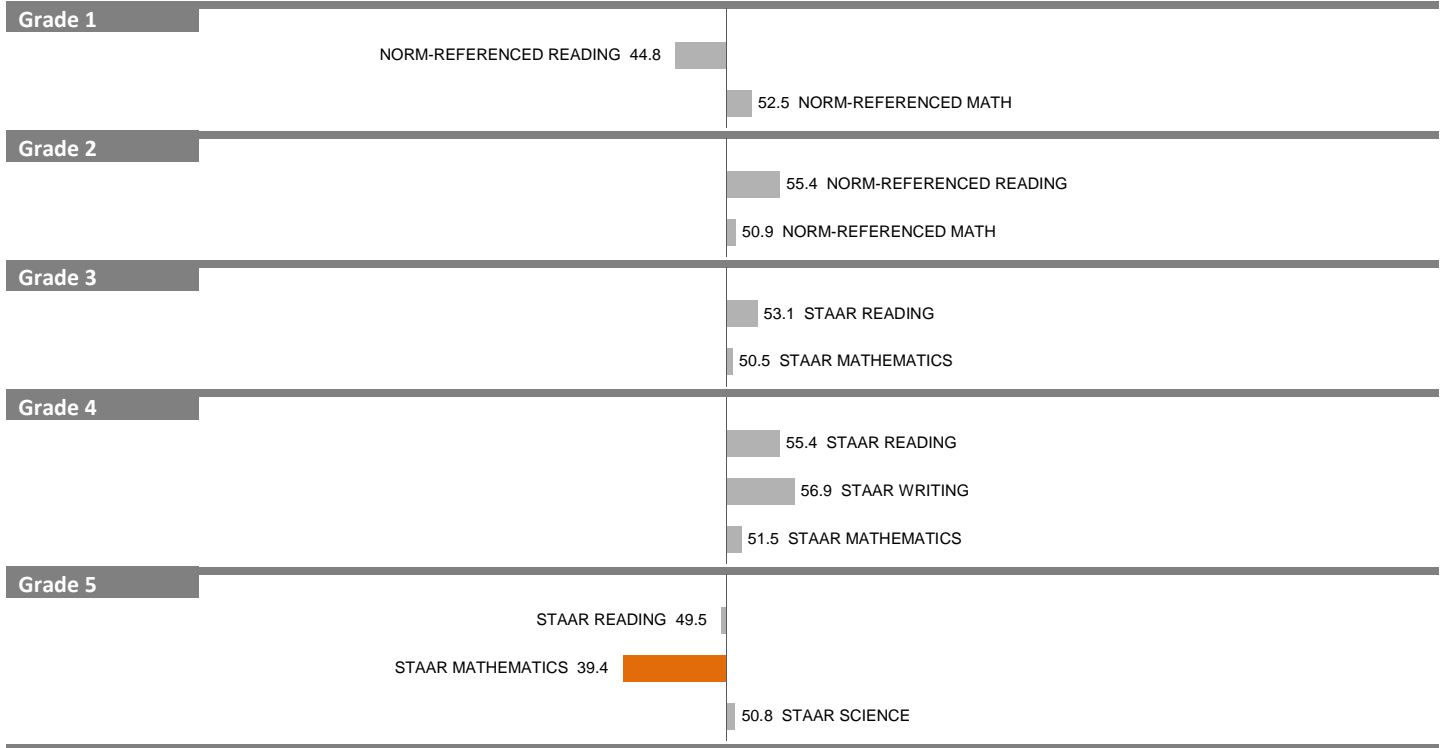 Grade 1
NORM-REFERENCED READING 44.8
52.5 NORM-REFERENCED MATH
Grade 2
55.4 NORM-REFERENCED READING
50.9 NORM-REFERENCED MATH
Grade 3
53.1 STAAR READING
50.5 STAAR MATHEMATICS
Grade 4
55.4 STAAR READING
56.9 STAAR WRITING
51.5 STAAR MATHEMATICS
Grade 5
STAAR READING 49.5
STAAR MATHEMATICS 39.4
50.8 STAAR SCIENCE